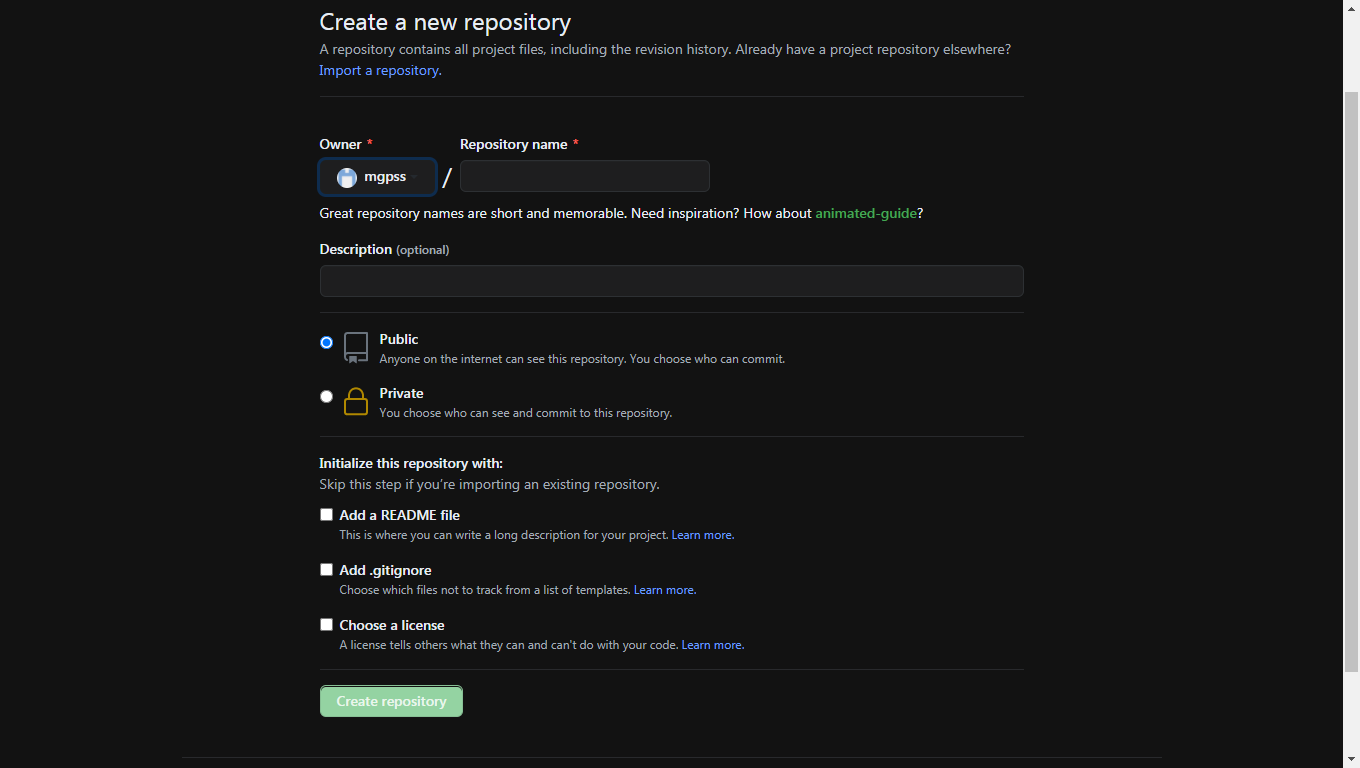 Create a new repository
A repository contains all project files, including the revision history. Already have a project repository elsewhere?
Import a repository.
Owner * Repository name *
mgpss /
Great repository names are short and memorable. Need inspiration? How about animated-guide?
Description (optional)
Public
Anyone on the internet can see this repository. You choose who can commit.
Private
You choose who can see and commit to this repository.
Initialize this repository with:
Skip this step if you’re importing an existing repository.
Add a README file
This is where you can write a long description for your project. Learn more.
Add .gitignore
Choose which files not to track from a list of templates. Learn more.
Choose a license
A license tells others what they can and can't do with your code. Learn more.
Create repository